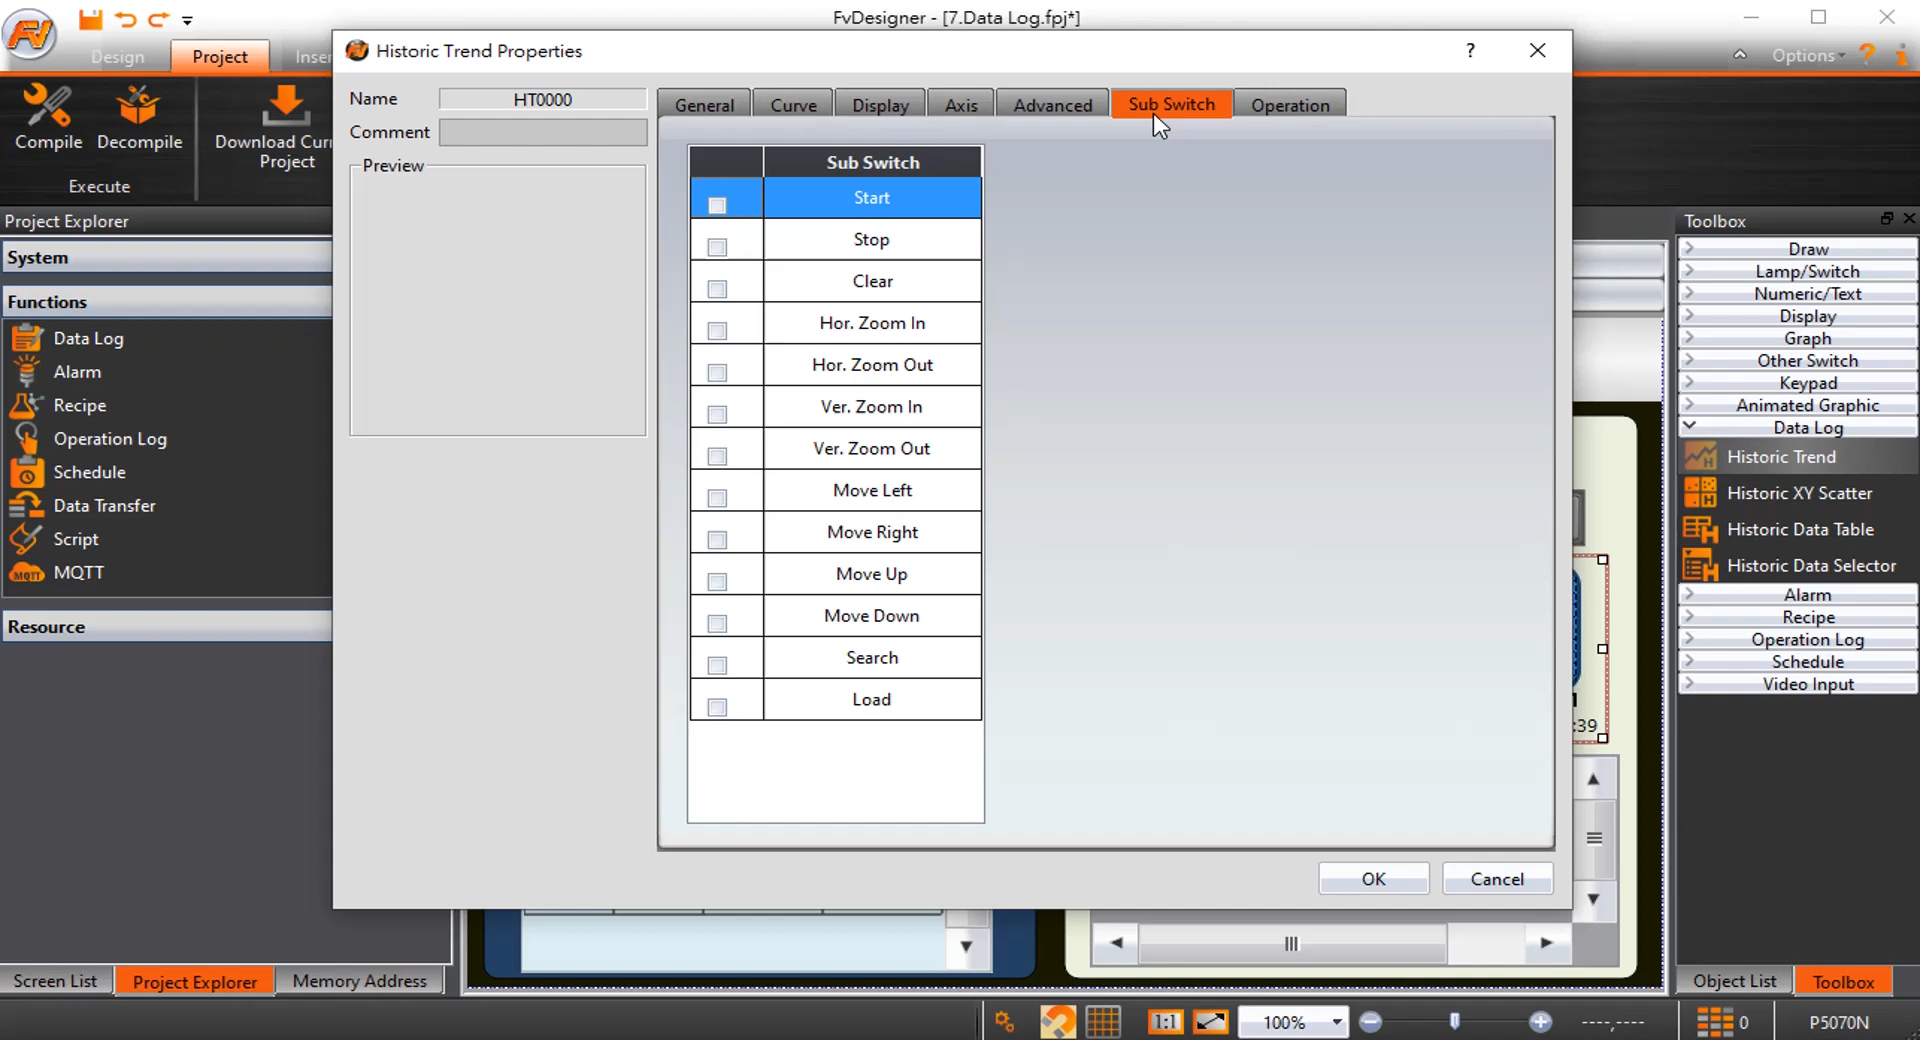 FvDesigner - [7.Data Log.fpj*]
Design
Project
Inser
Options
Compile
Decompile
Download Curr
Project
Execute
Project Explorer
System
Functions
Data Log
Alarm
Recipe
Operation Log
Schedule
Data Transfer
Script
MQTT
Resource
Screen List
Project Explorer
Memory Address
Historic Trend Properties
?
Name
HT0000
Comment
Preview
General
Curve
Display
Axis
Advanced
Sub Switch
Operation
Sub Switch
Start
Stop
Clear
Hor. Zoom In
Hor. Zoom Out
Ver. Zoom In
Ver. Zoom Out
Move Left
Move Right
Move Up
Move Down
Search
Load
OK
Cancel
:39
Toolbox
Draw
Lamp/Switch
Numeric/Text
Display
Graph
Other Switch
Keypad
Animated Graphic
Data Log
Historic Trend
Historic XY Scatter
Historic Data Table
Historic Data Selector
Alarm
Recipe
Operation Log
Schedule
Video Input
Object List
Toolbox
1:1
100%
----,----
0
P5070N